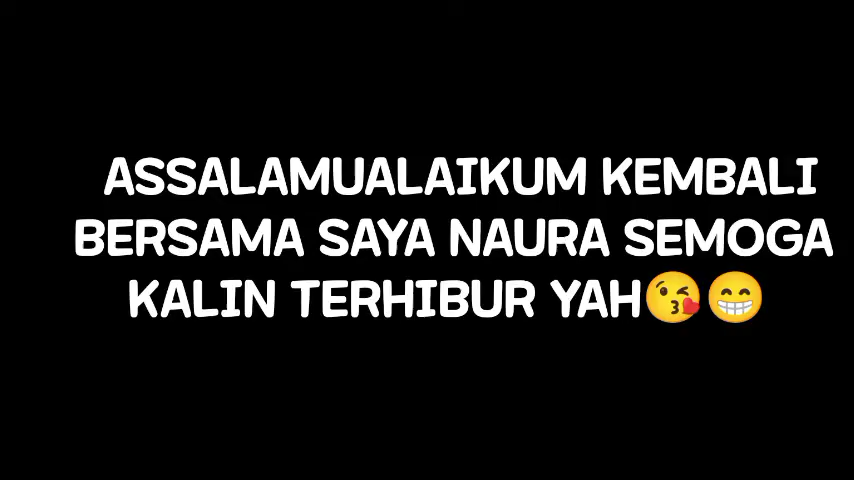 ASSALAMUALAIKUM KEMBALI
BERSAMA SAYA NAURA SEMOGA
KALIN TERHIBUR YAH😘😁